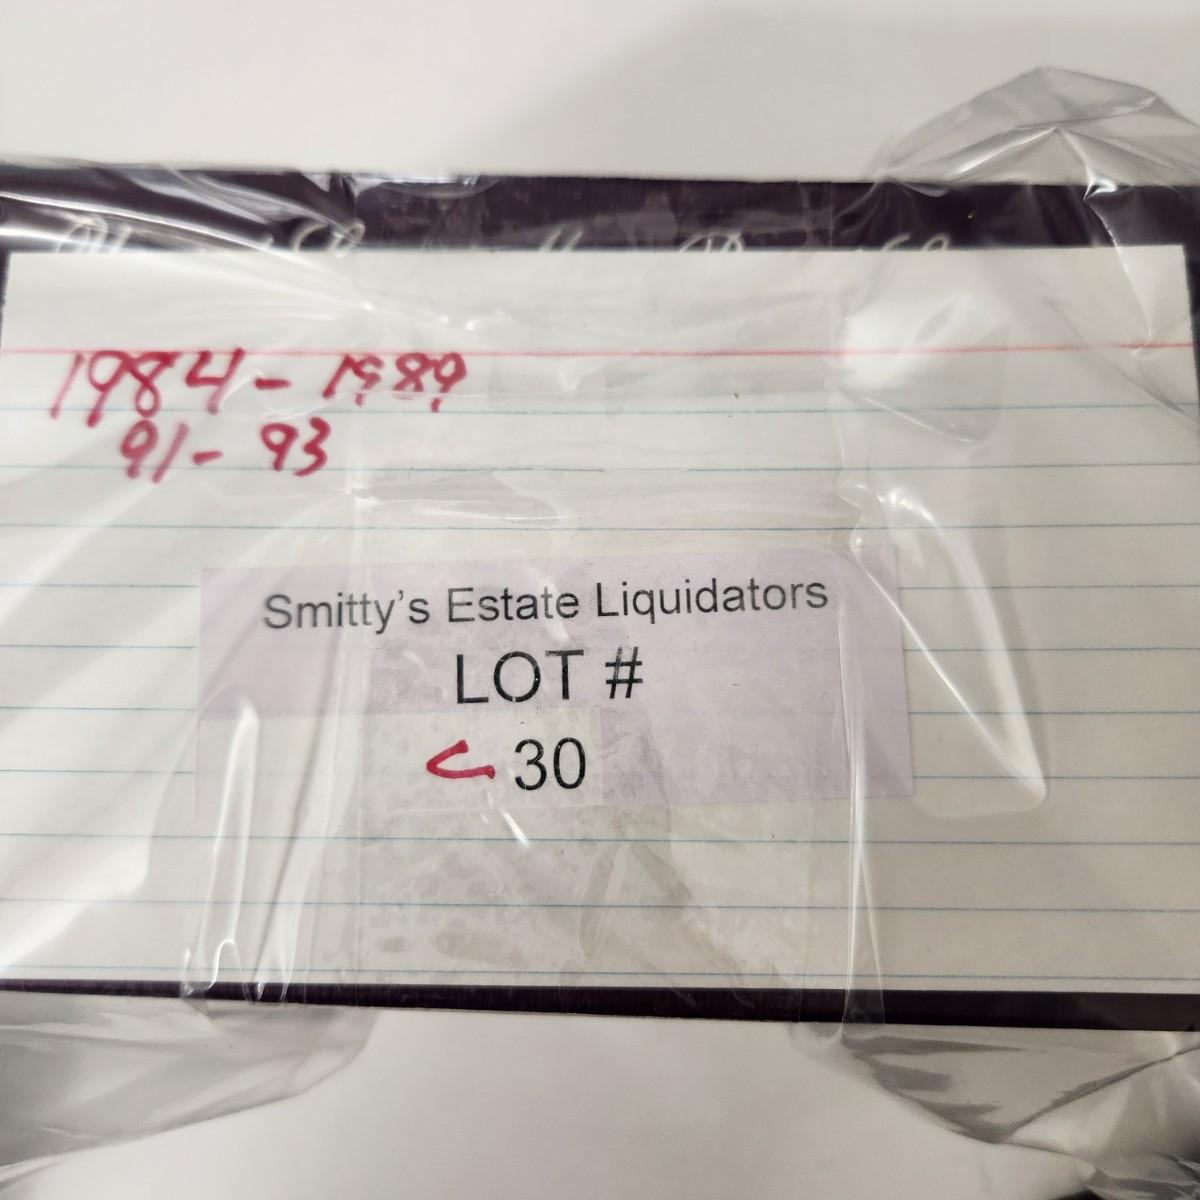 1984 - 1989
91 - 93
Smitty's Estate Liquidators
LOT #
< 30